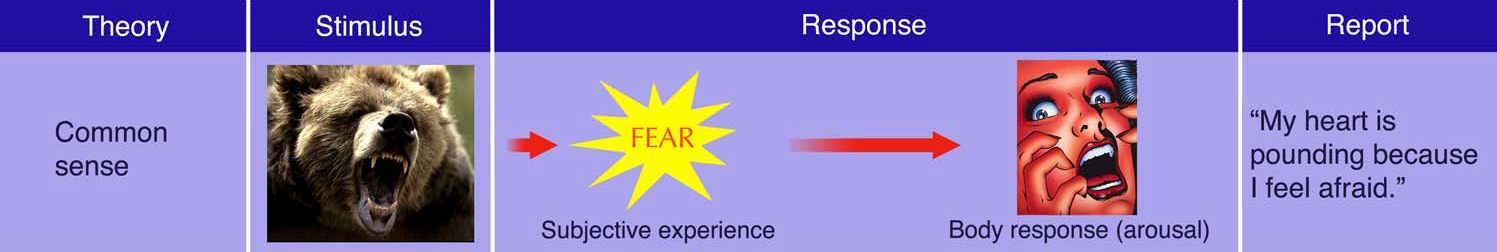 Theory
Stimulus
Response
Report
Common
sense
FEAR
Subjective experience
Body response (arousal)
“My heart is
pounding because
I feel afraid.”